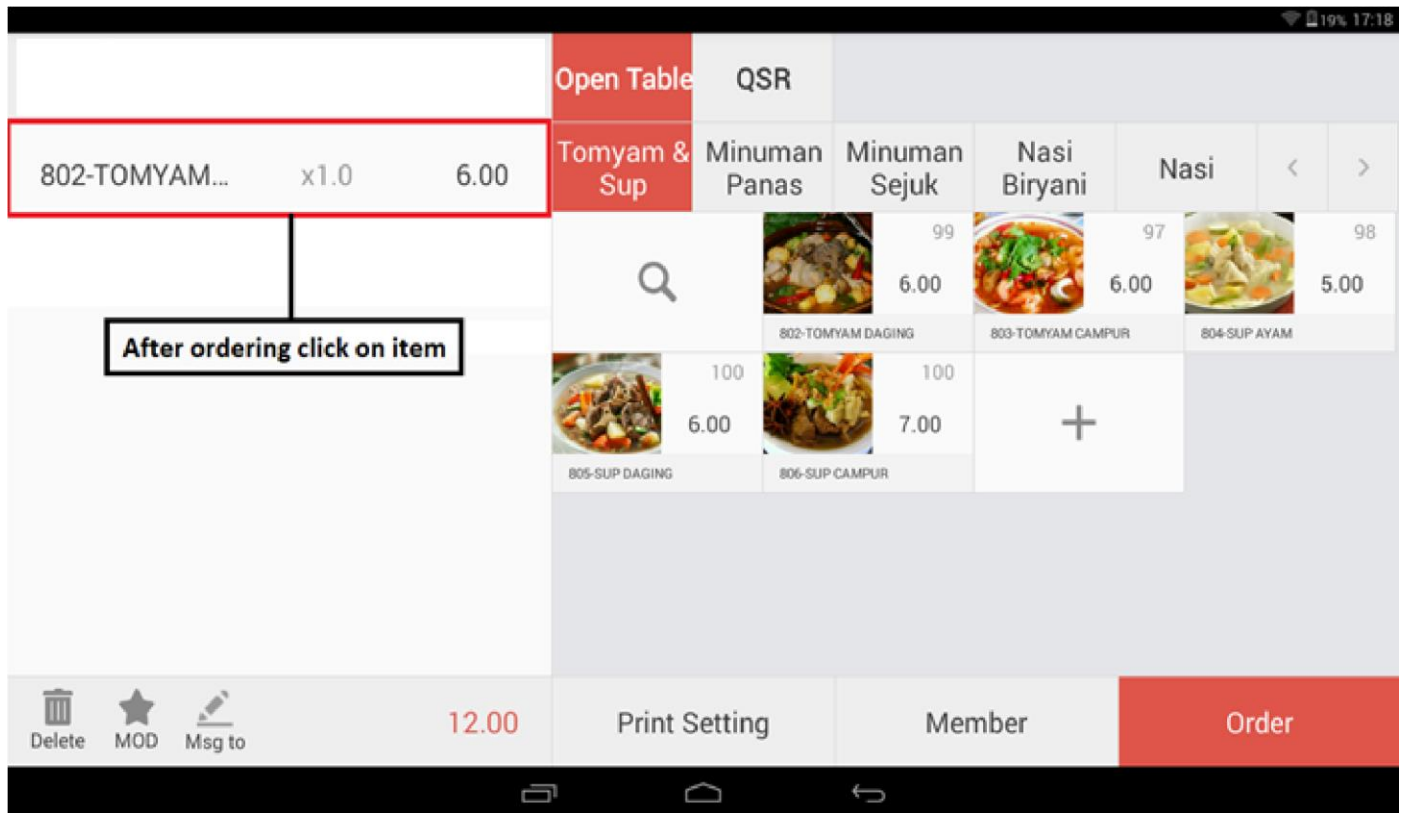 19% 17:18
Open Table QSR
802-TOMYAM... x1.0 6.00
Tomyam & Sup
Minuman Panas
Minuman Sejuk
Nasi Biryani
Nasi < >
99
6.00
802-TOMYAM DAGING
97
6.00
803-TOMYAM CAMPUR
98
5.00
804-SUP AYAM
After ordering click on item
100
6.00
805-SUP DAGING
100
7.00
806-SUP CAMPUR
+
Delete MOD Msg to 12.00
Print Setting Member Order